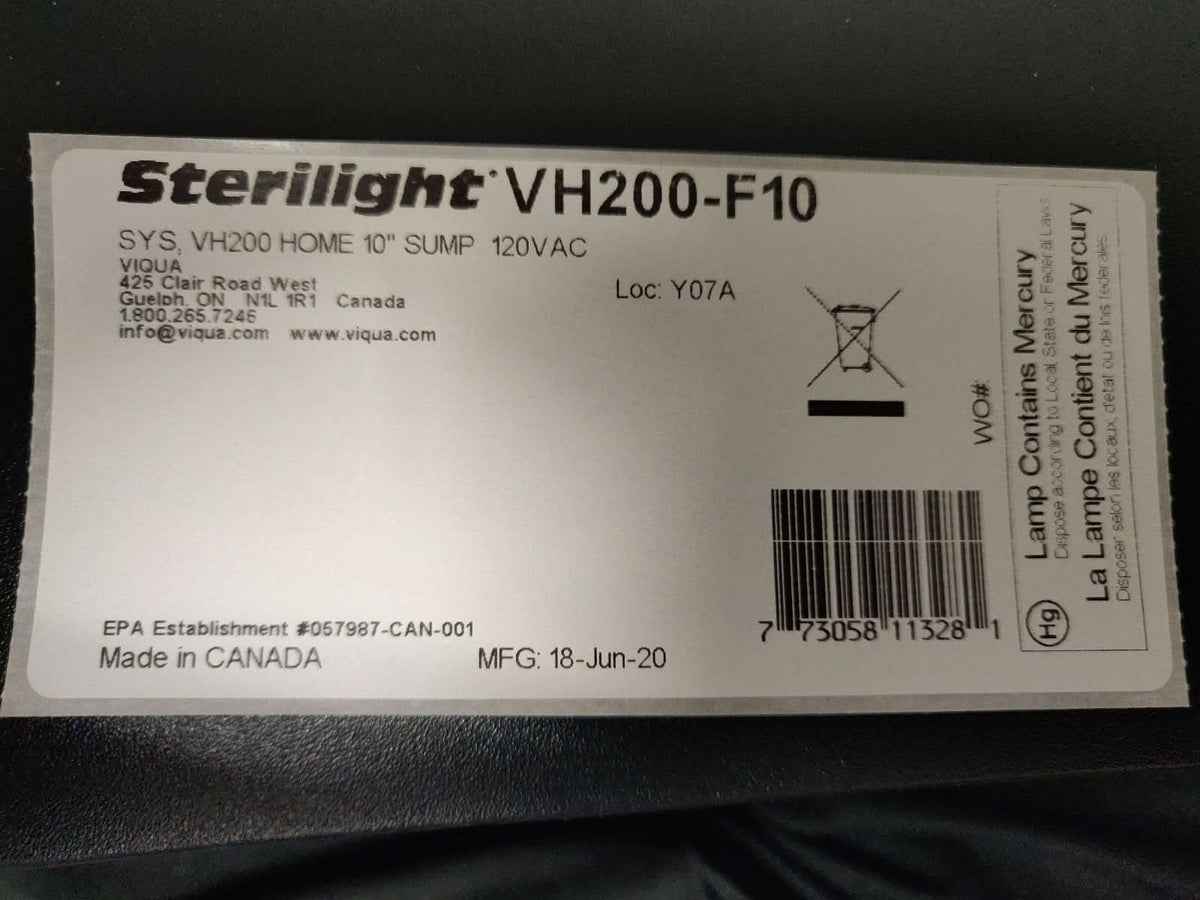 Sterilight VH200-F10
SYS, VH200 HOME 10" SUMP 120VAC
VIQUA
425 Clair Road West
Guelph, ON N1L 1R1 Canada
1.800.265.7246
info@viqua.com www.viqua.com
Loc: Y07A
WO#:
EPA Establishment #057987-CAN-001
Made in CANADA
MFG: 18-Jun-20
7 73058 11328 1
Hg
Lamp Contains Mercury
Dispose according to Local, State or Federal Laws
La Lampe Contient du Mercury
Disposer selon les locaux, d'etat ou de lois federales.